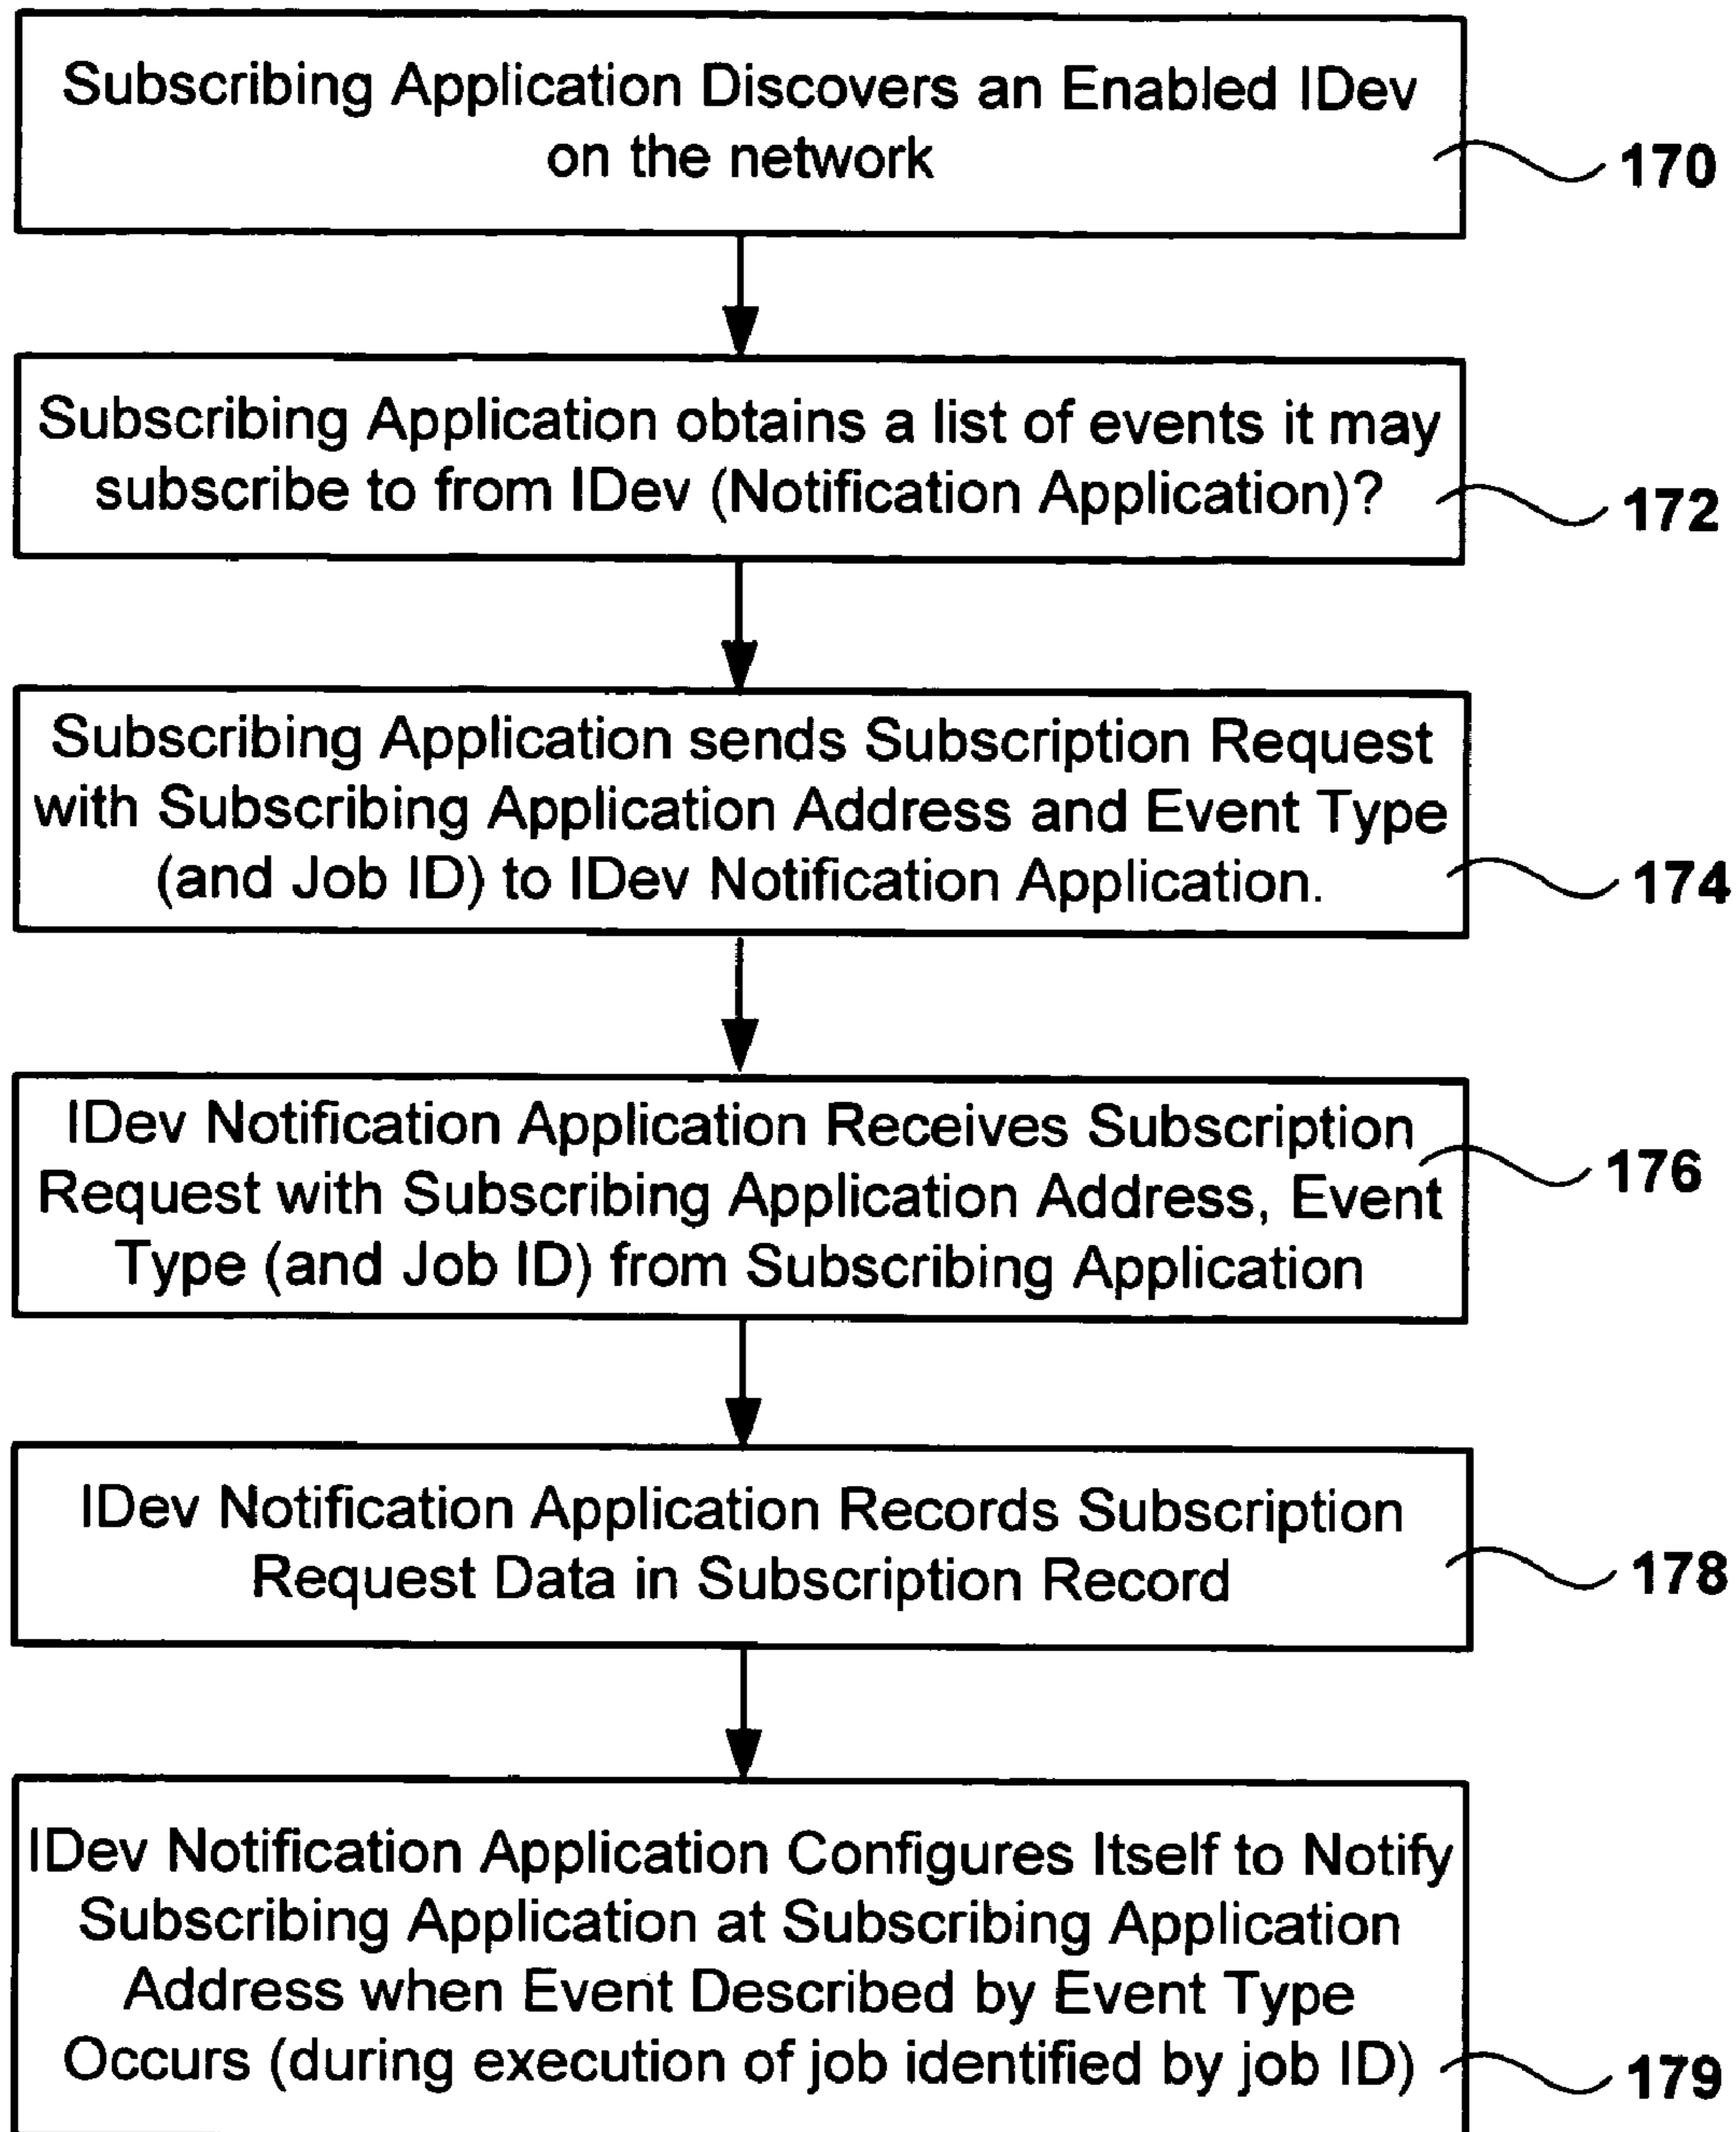 Subscribing Application Discovers an Enabled IDev
on the network
170
Subscribing Application obtains a list of events it may
subscribe to from IDev (Notification Application)?
172
Subscribing Application sends Subscription Request
with Subscribing Application Address and Event Type
(and Job ID) to IDev Notification Application.
174
IDev Notification Application Receives Subscription
Request with Subscribing Application Address, Event
Type (and Job ID) from Subscribing Application
176
IDev Notification Application Records Subscription
Request Data in Subscription Record
178
IDev Notification Application Configures Itself to Notify
Subscribing Application at Subscribing Application
Address when Event Described by Event Type
Occurs (during execution of job identified by job ID)
179